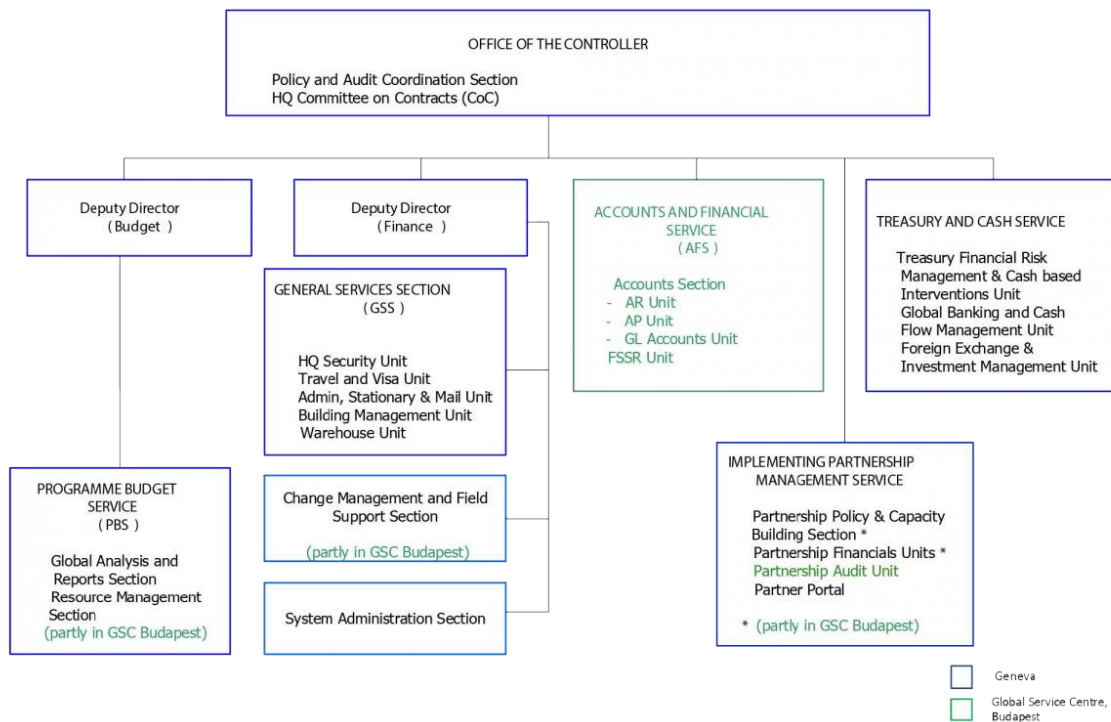 OFFICE OF THE CONTROLLER
Policy and Audit Coordination Section
HQ Committee on Contracts (CoC)
Deputy Director
( Budget )
Deputy Director
( Finance )
ACCOUNTS AND FINANCIAL
SERVICE
( AFS )
Accounts Section
- AR Unit
- AP Unit
- GL Accounts Unit
FSSR Unit
TREASURY AND CASH SERVICE
Treasury Financial Risk
Management & Cash based
Interventions Unit
Global Banking and Cash
Flow Management Unit
Foreign Exchange &
Investment Management Unit
GENERAL SERVICES SECTION
(GSS)
HQ Security Unit
Travel and Visa Unit
Admin, Stationary & Mail Unit
Building Management Unit
Warehouse Unit
PROGRAMME BUDGET
SERVICE
( PBS )
Global Analysis and
Reports Section
Resource Management
Section
(partly in GSC Budapest)
Change Management and Field
Support Section
(partly in GSC Budapest)
System Administration Section
IMPLEMENTING PARTNERSHIP
MANAGEMENT SERVICE
Partnership Policy & Capacity
Building Section *
Partnership Financials Units *
Partnership Audit Unit
Partner Portal
* (partly in GSC Budapest)
Geneva
Global Service Centre,
Budapest